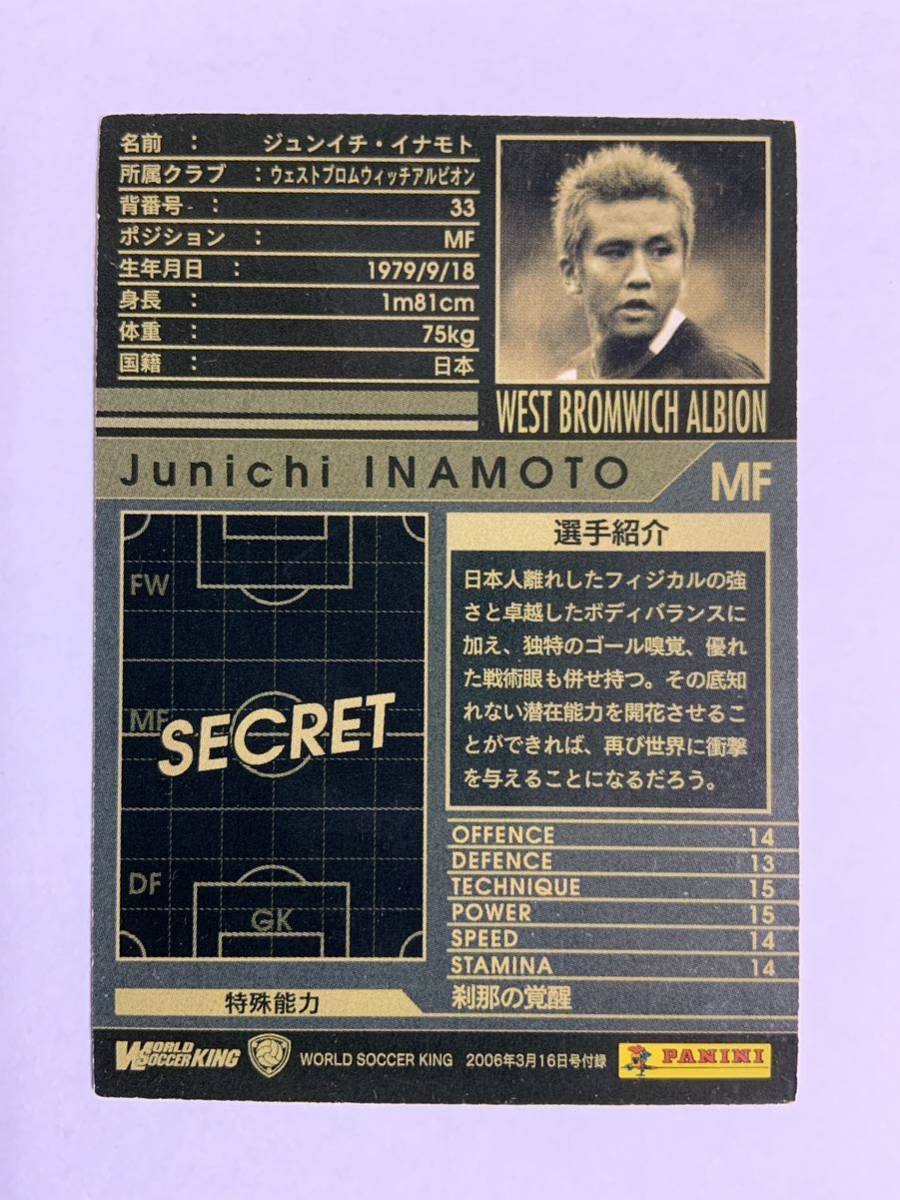 名前 : ジュンイチ・イナモト
所属クラブ : ウェストブロムウィッチアルビオン
背番号 : 33
ポジション : MF
生年月日 : 1979/9/18
身長 : 1m81cm
体重 : 75kg
国籍 : 日本
WEST BROMWICH ALBION
Junichi INAMOTO
MF
FW
MF
SECRET
DF
GK
選手紹介
日本人離れしたフィジカルの強
さと卓越したボディバランスに
加え、独特のゴール嗅覚、優れ
た戦術眼も併せ持つ。その底知
れない潜在能力を開花させるこ
とができれば、再び世界に衝撃
を与えることになるだろう。
OFFENCE 14
DEFENCE 13
TECHNIQUE 15
POWER 15
SPEED 14
STAMINA 14
特殊能力
刹那の覚醒
WORLD SOCCER KING
WORLD SOCCER KING 2006年3月16日号付録
PANINI